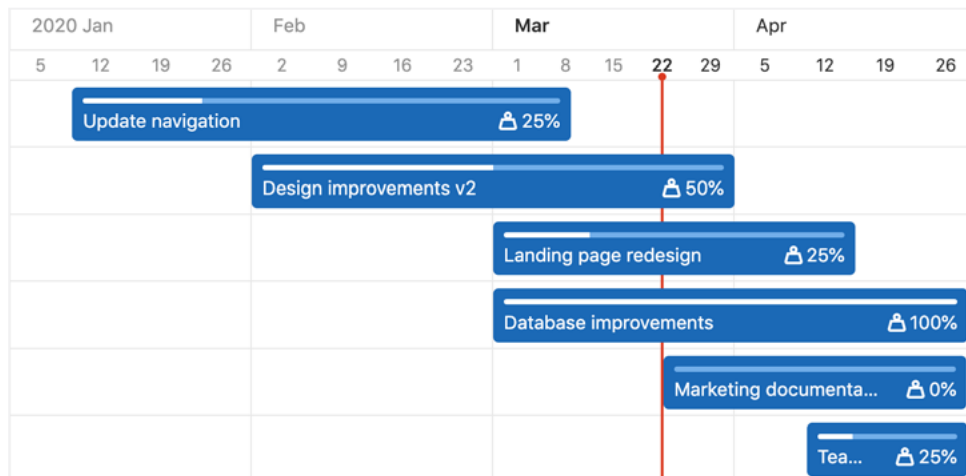 2020 Jan Feb Mar Apr
5 12 19 26 2 9 16 23 1 8 15 22 29 5 12 19 26
Update navigation 25%
Design improvements v2 50%
Landing page redesign 25%
Database improvements 100%
Marketing documenta... 0%
Tea... 25%